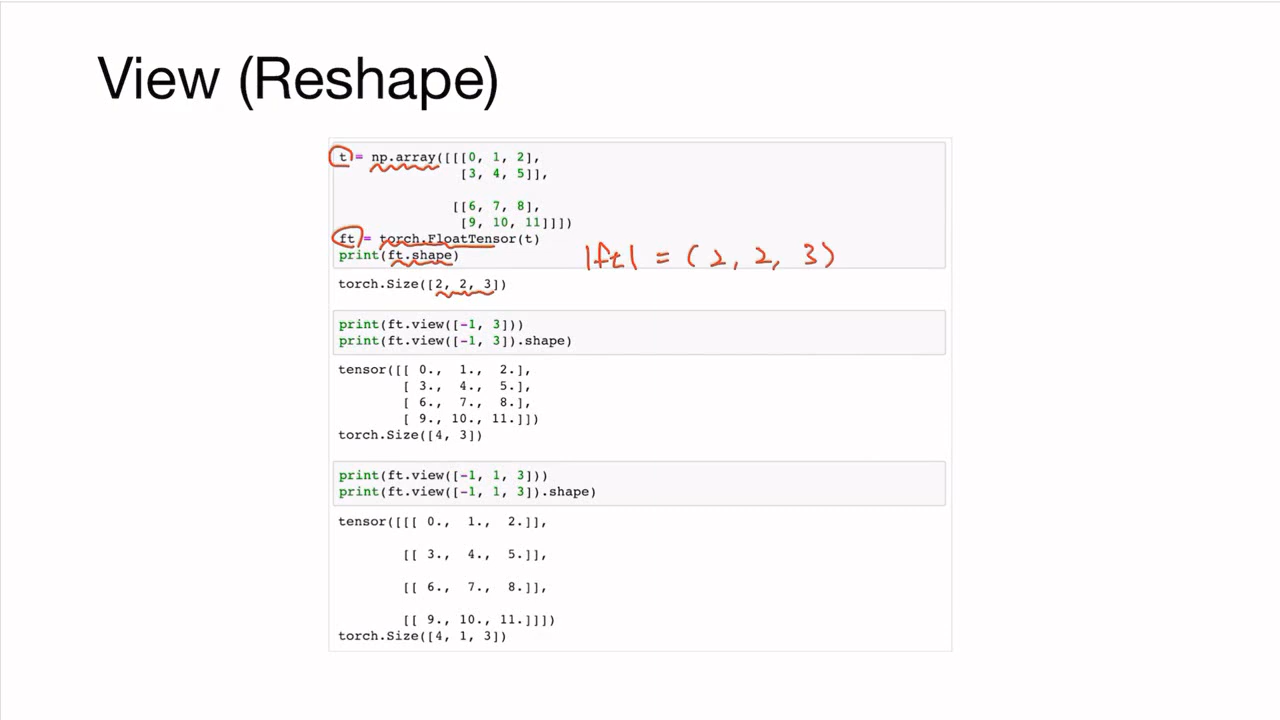 View (Reshape)
t = np.array([[[0, 1, 2],
[3, 4, 5]],
[[6, 7, 8],
[9, 10, 11]]])
ft = torch.FloatTensor(t)
print(ft.shape)
|ft| = (2, 2, 3)
torch.Size([2, 2, 3])
print(ft.view([-1, 3]))
print(ft.view([-1, 3]).shape)
tensor([[ 0., 1., 2.],
[ 3., 4., 5.],
[ 6., 7., 8.],
[ 9., 10., 11.]])
torch.Size([4, 3])
print(ft.view([-1, 1, 3]))
print(ft.view([-1, 1, 3]).shape)
tensor([[[ 0., 1., 2.]],
[[ 3., 4., 5.]],
[[ 6., 7., 8.]],
[[ 9., 10., 11.]]])
torch.Size([4, 1, 3])